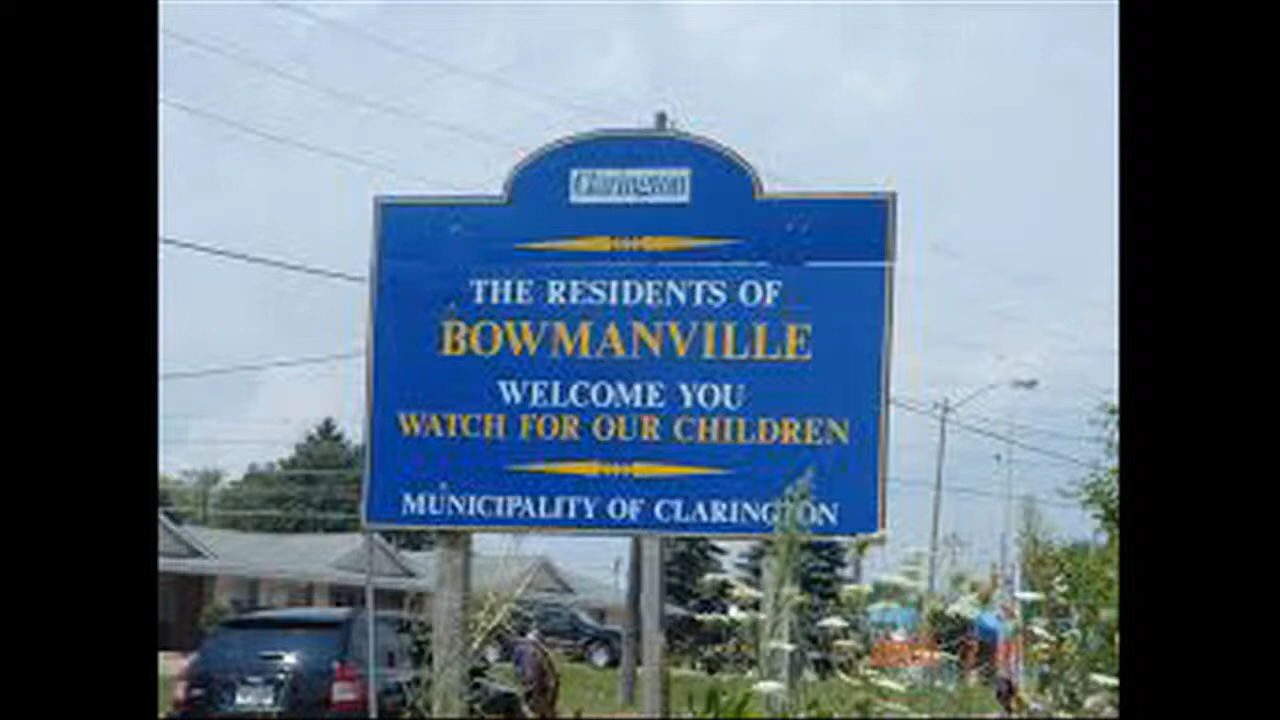 Clarington
THE RESIDENTS OF
BOWMANVILLE
WELCOME YOU
WATCH FOR OUR CHILDREN
MUNICIPALITY OF CLARINGTON